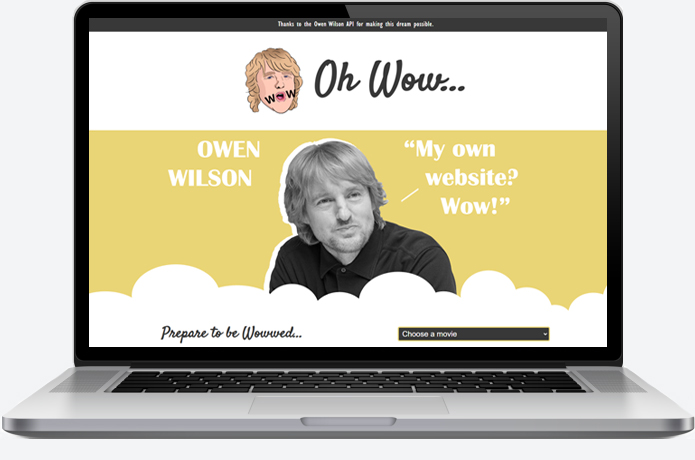 Thanks to the Owen Wilson API for making this dream possible.
WOW
Oh Wow...
OWEN
WILSON
“My own
website?
Wow!”
Prepare to be Wowwed...
Choose a movie